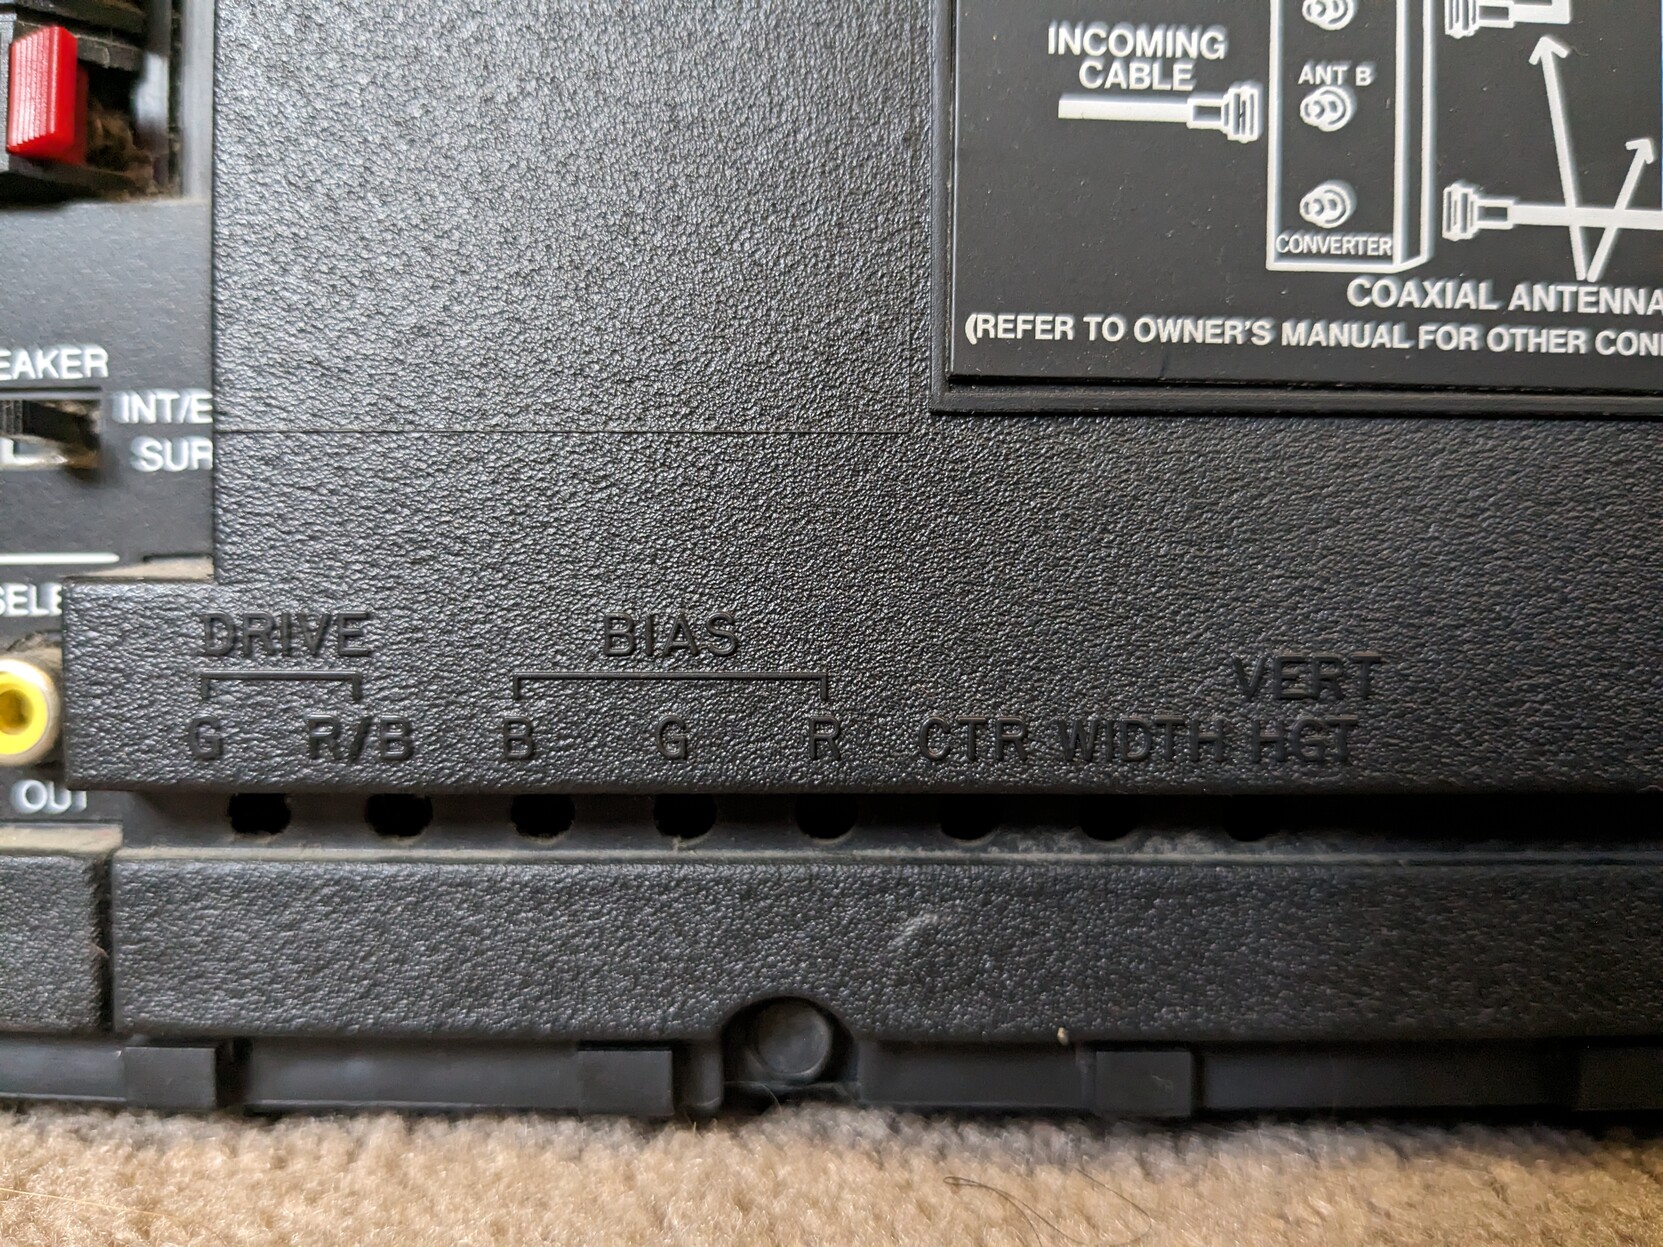 INCOMING
CABLE
ANT B
CONVERTER
COAXIAL ANTENNA
(REFER TO OWNER'S MANUAL FOR OTHER CON
EAKER
INT/E
SUR
SELE
OUT
DRIVE BIAS VERT
G R/B B G R CTR WIDTH HGT